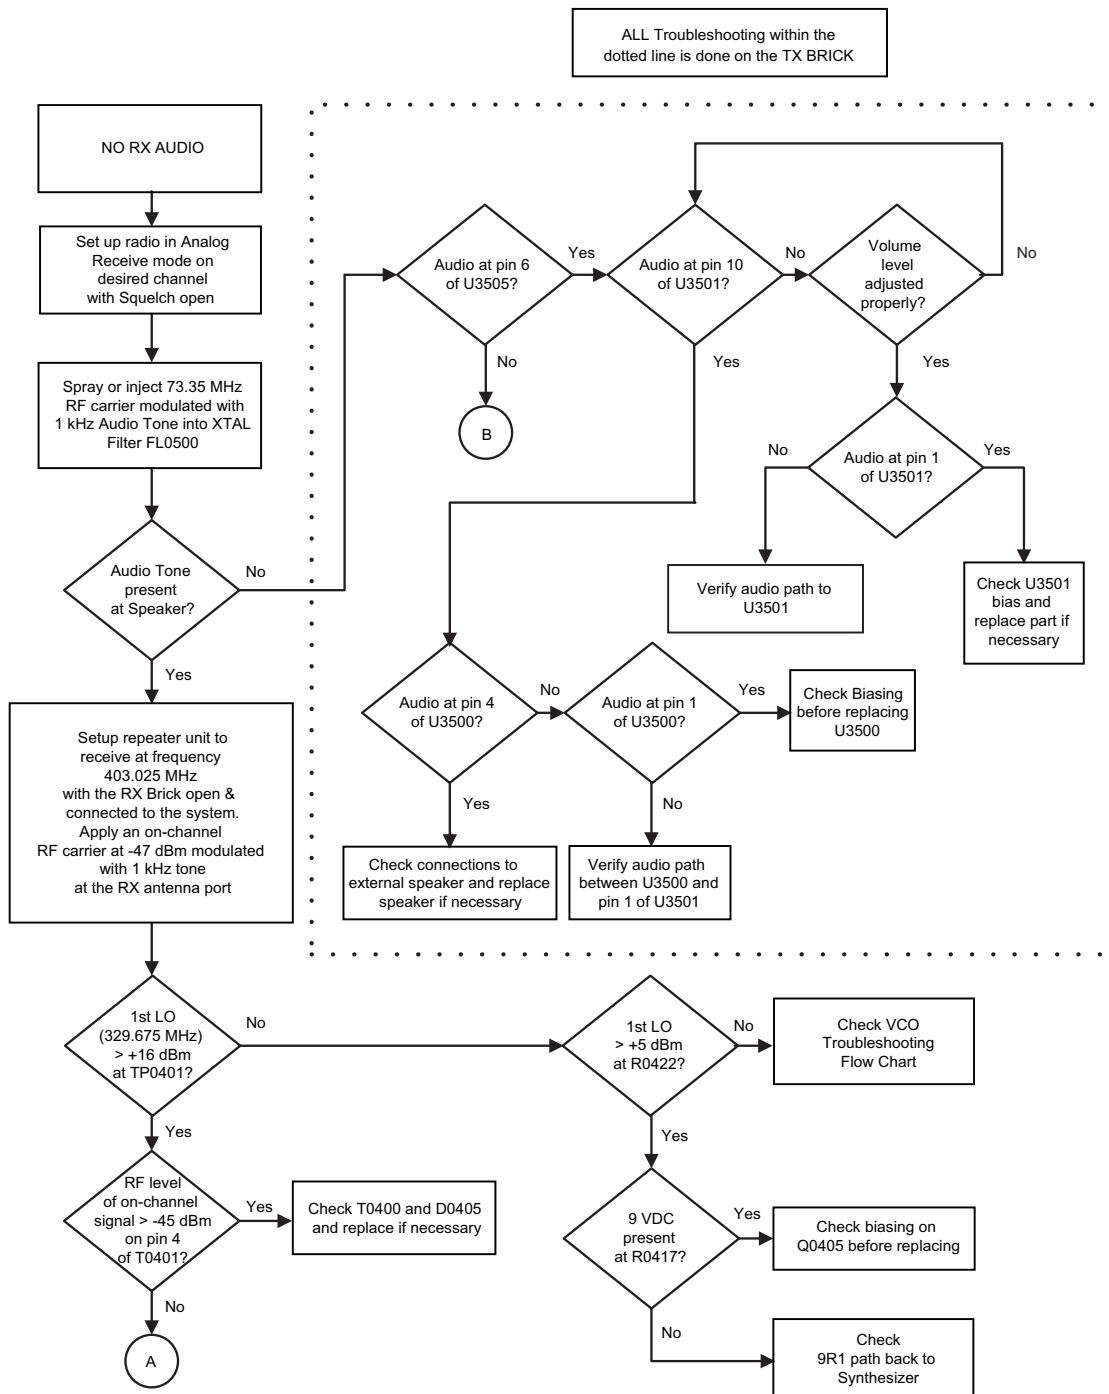 ALL Troubleshooting within the
dotted line is done on the TX BRICK
NO RX AUDIO
Set up radio in Analog
Receive mode on
desired channel
with Squelch open
Spray or inject 73.35 MHz
RF carrier modulated with
1 kHz Audio Tone into XTAL
Filter FL0500
Audio Tone
present
at Speaker?
No
Yes
Audio at pin 6
of U3505?
Yes
No
B
Audio at pin 10
of U3501?
No
Yes
Volume
level
adjusted
properly?
No
Yes
Audio at pin 1
of U3501?
No
Yes
Verify audio path to
U3501
Check U3501
bias and
replace part if
necessary
Audio at pin 4
of U3500?
No
Yes
Audio at pin 1
of U3500?
Yes
No
Check Biasing
before replacing
U3500
Check connections to
external speaker and replace
speaker if necessary
Verify audio path
between U3500 and
pin 1 of U3501
Setup repeater unit to
receive at frequency
403.025 MHz
with the RX Brick open &
connected to the system.
Apply an on-channel
RF carrier at -47 dBm modulated
with 1 kHz tone
at the RX antenna port
1st LO
(329.675 MHz)
> +16 dBm
at TP0401?
No
Yes
1st LO
> +5 dBm
at R0422?
No
Yes
Check VCO
Troubleshooting
Flow Chart
RF level
of on-channel
signal > -45 dBm
on pin 4
of T0401?
Yes
No
Check T0400 and D0405
and replace if necessary
A
9 VDC
present
at R0417?
Yes
No
Check biasing on
Q0405 before replacing
Check
9R1 path back to
Synthesizer